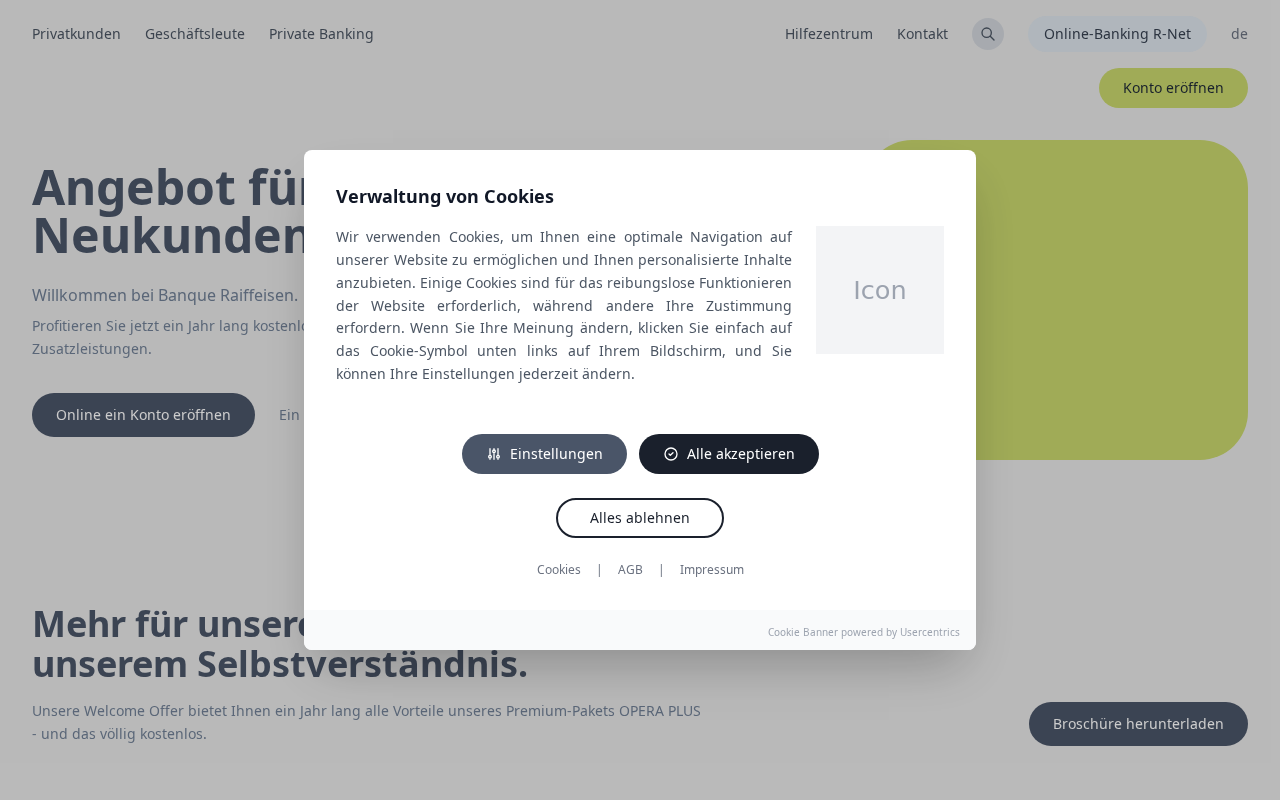 Privatkunden Geschäftsleute Private Banking Hilfezentrum Kontakt Online-Banking R-Net de
Konto eröffnen
Angebot für
Neukunden
Willkommen bei Banque Raiffeisen.
Profitieren Sie jetzt ein Jahr lang
Zusatzleistungen.
Online ein Konto eröffnen Ein
Verwaltung von Cookies
Wir verwenden Cookies, um Ihnen eine optimale Navigation auf
unserer Website zu ermöglichen und Ihnen personalisierte Inhalte
anzubieten. Einige Cookies sind für das reibungslose Funktionieren
der Website erforderlich, während andere Ihre Zustimmung
erfordern. Wenn Sie Ihre Meinung ändern, klicken Sie einfach auf
das Cookie-Symbol unten links auf Ihrem Bildschirm, und Sie
können Ihre Einstellungen jederzeit ändern.
Icon
Einstellungen Alle akzeptieren
Alles ablehnen
Cookies | AGB | Impressum
Cookie Banner powered by Usercentrics
Mehr für
unserem Selbstverständnis.
Unsere Welcome Offer bietet Ihnen ein Jahr lang alle Vorteile unseres Premium-Pakets OPERA PLUS
- und das völlig kostenlos.
Broschüre herunterladen